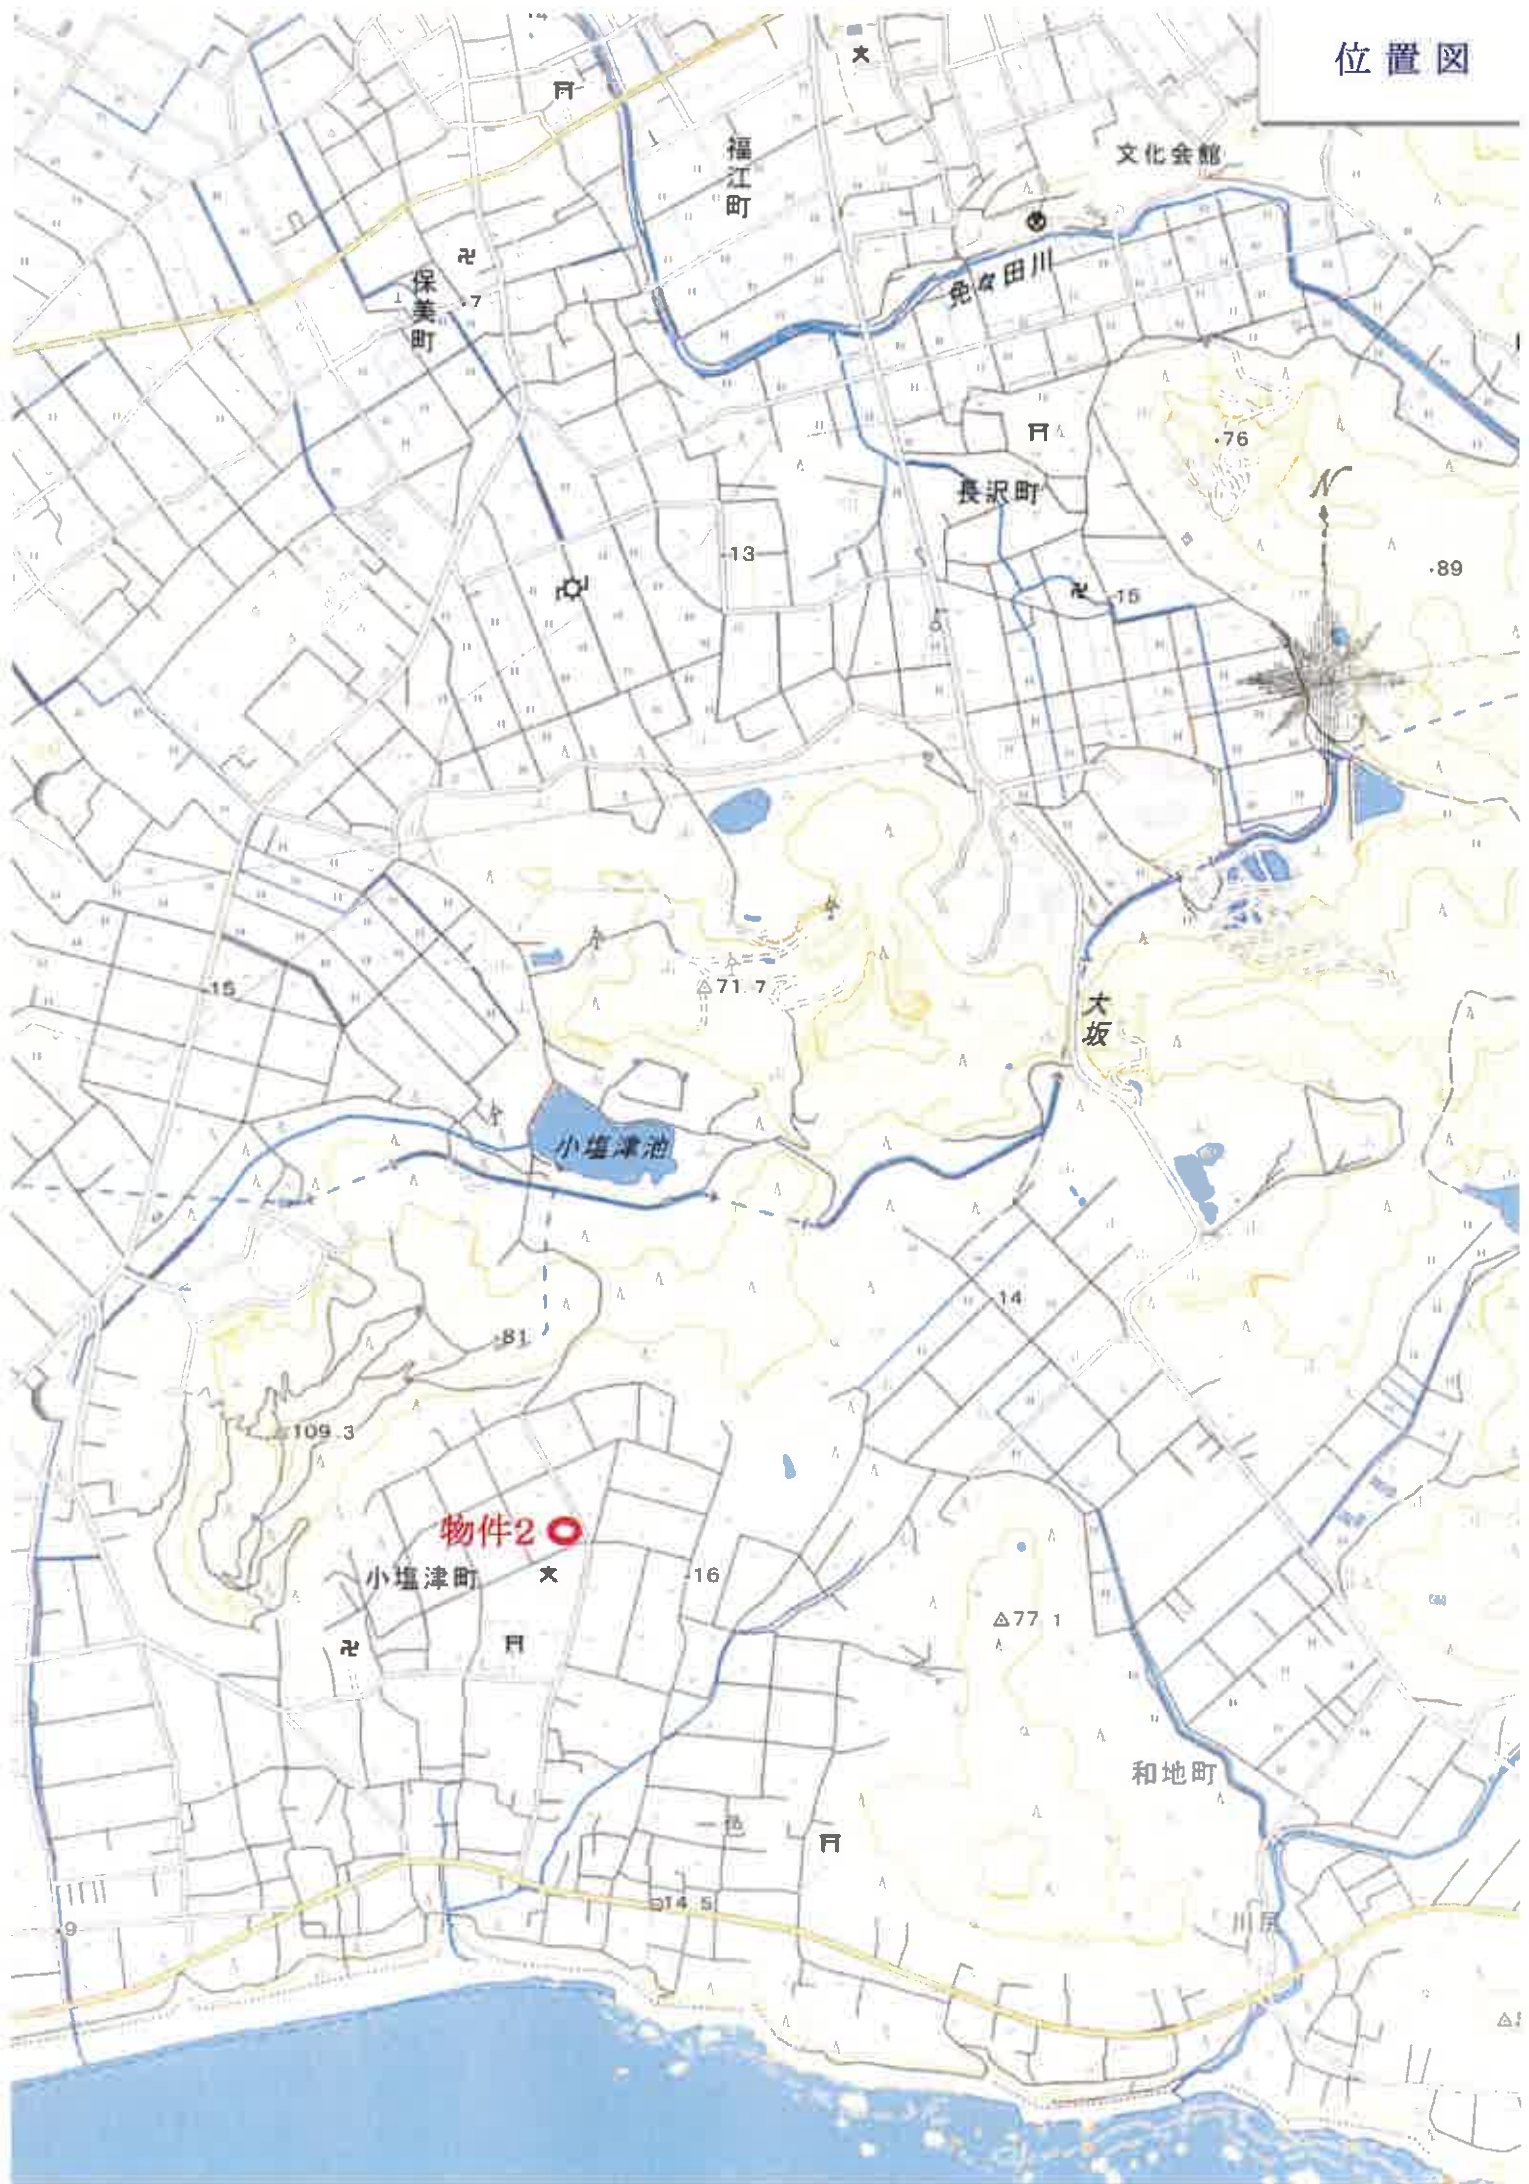 位置図
文化会館
福江町
免々田川
保美町
7
76
長沢町
13
89
15
15
71.7
大坂
小塩津池
14
81
109.3
物件2
小塩津町
16
77.1
和地町
14.5
川尻
9
N